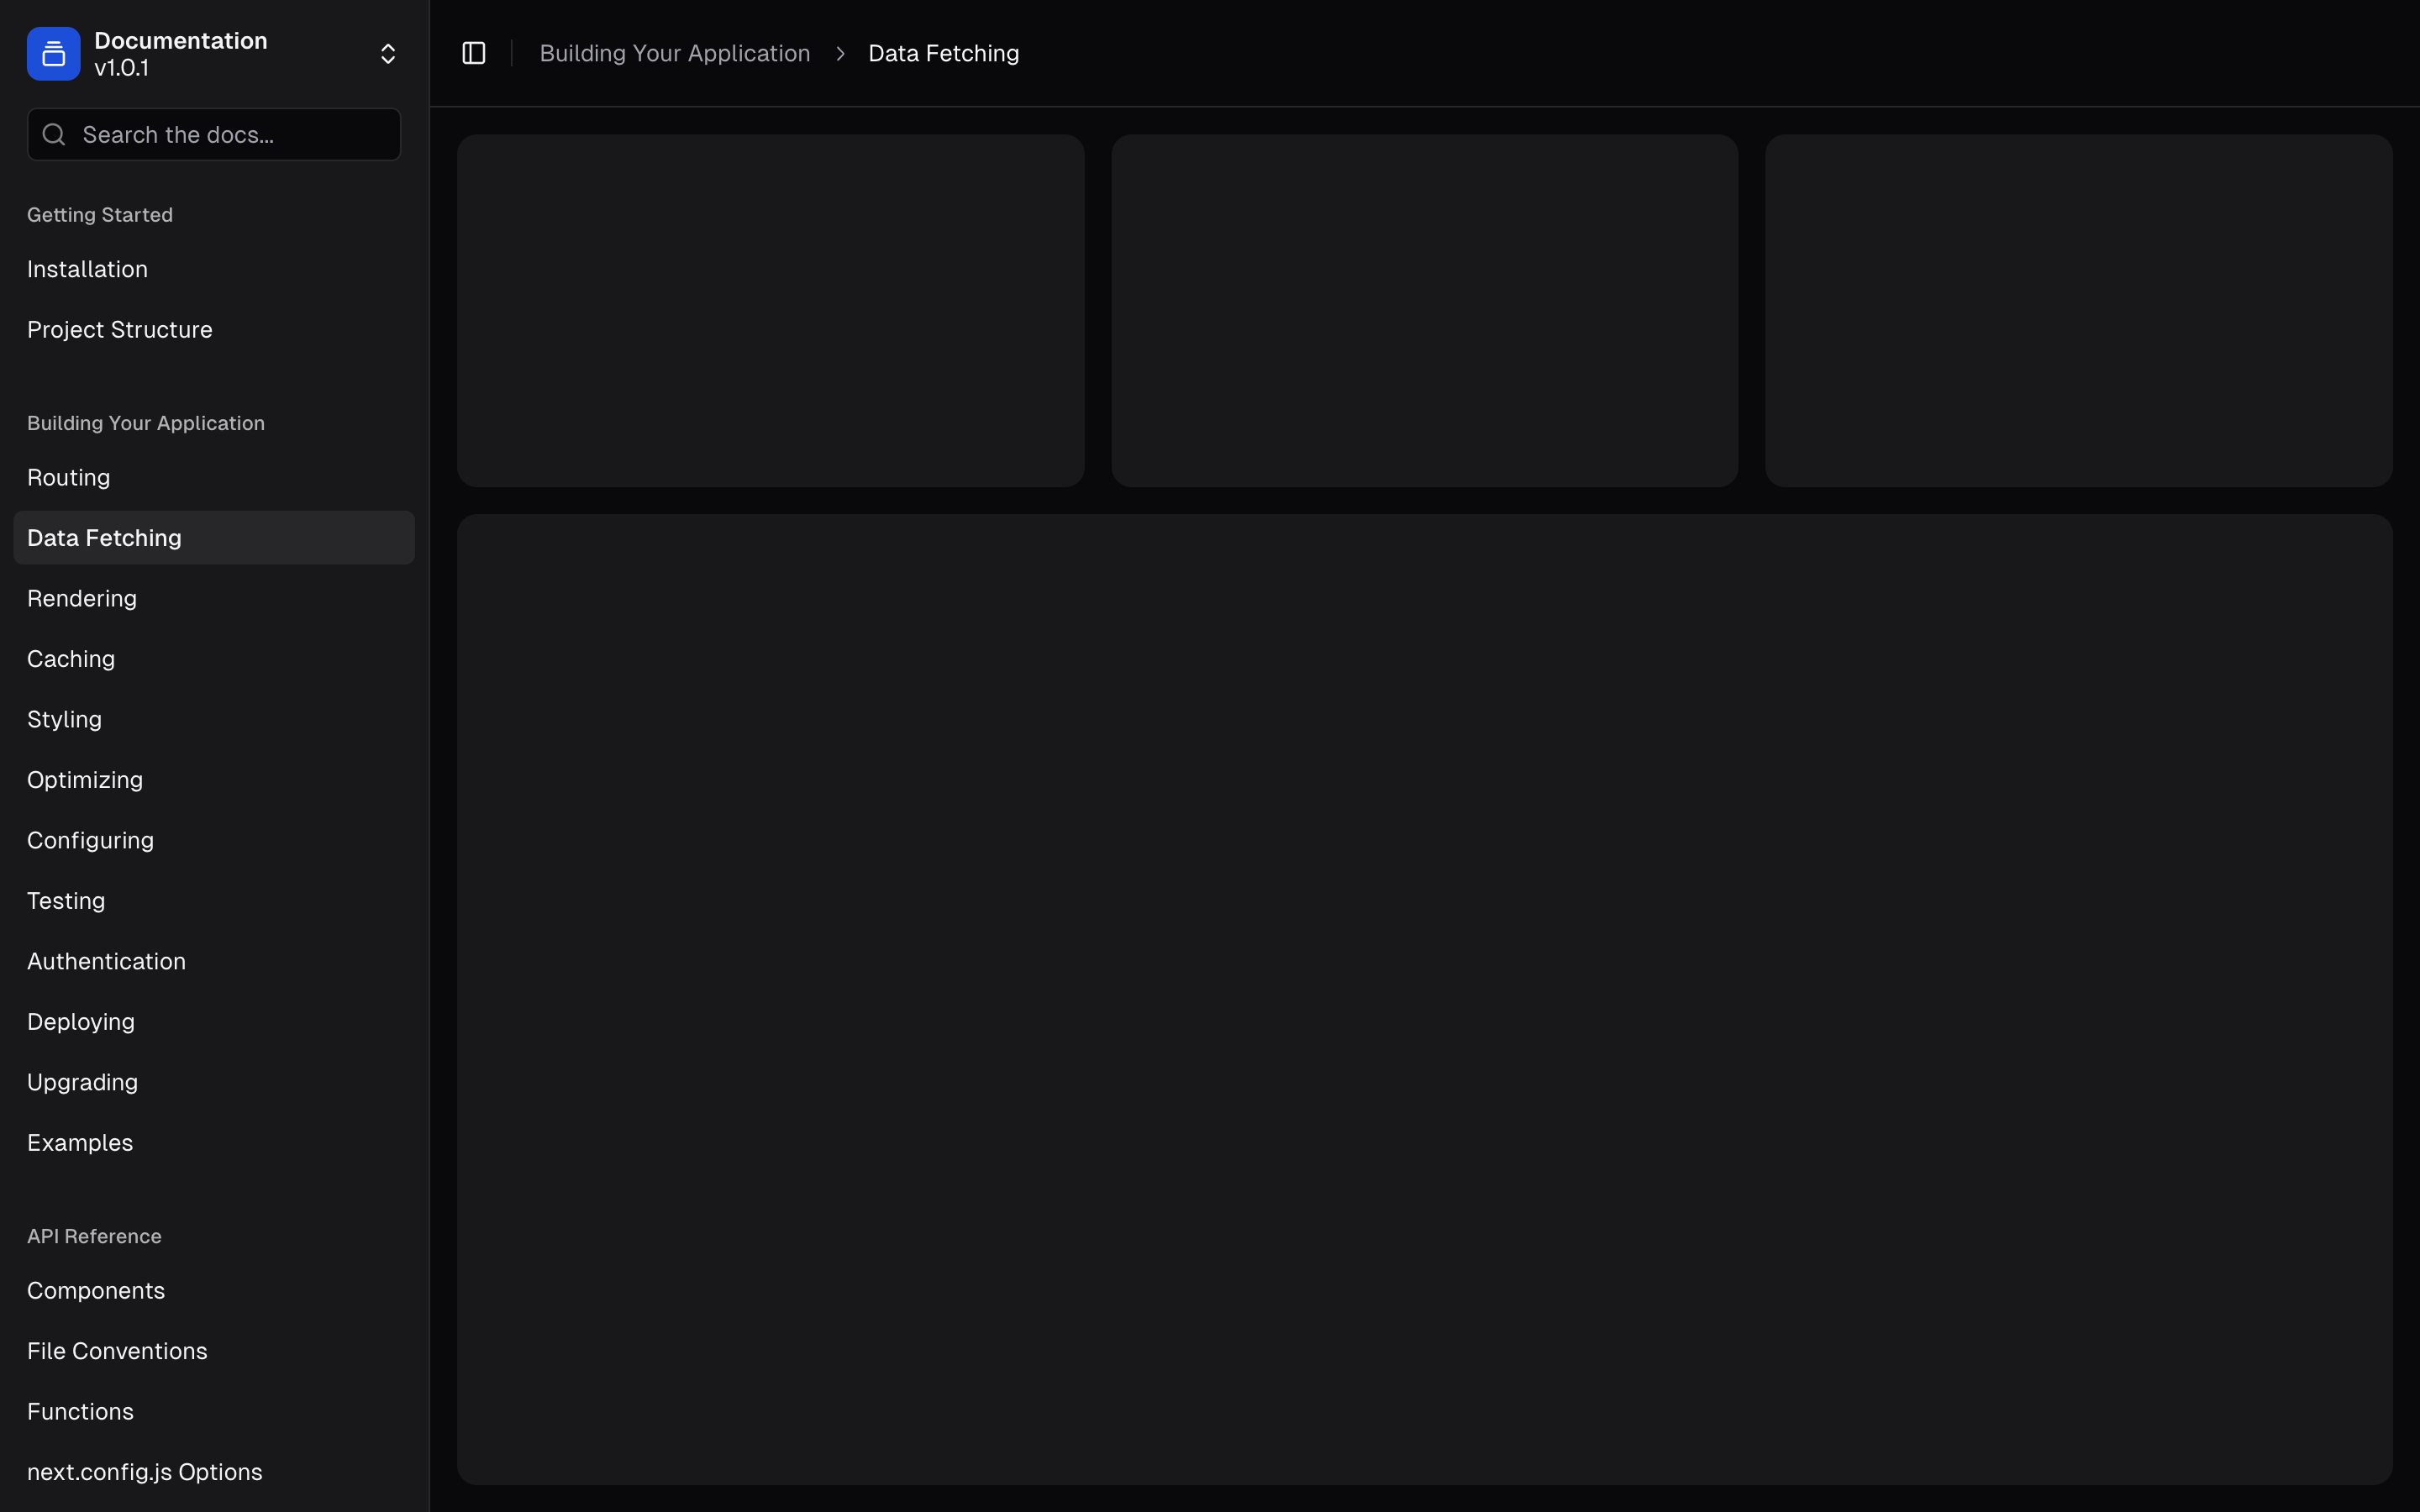 Documentation
v1.0.1
Search the docs...
Getting Started
Installation
Project Structure
Building Your Application
Routing
Data Fetching
Rendering
Caching
Styling
Optimizing
Configuring
Testing
Authentication
Deploying
Upgrading
Examples
API Reference
Components
File Conventions
Functions
next.config.js Options
Building Your Application > Data Fetching